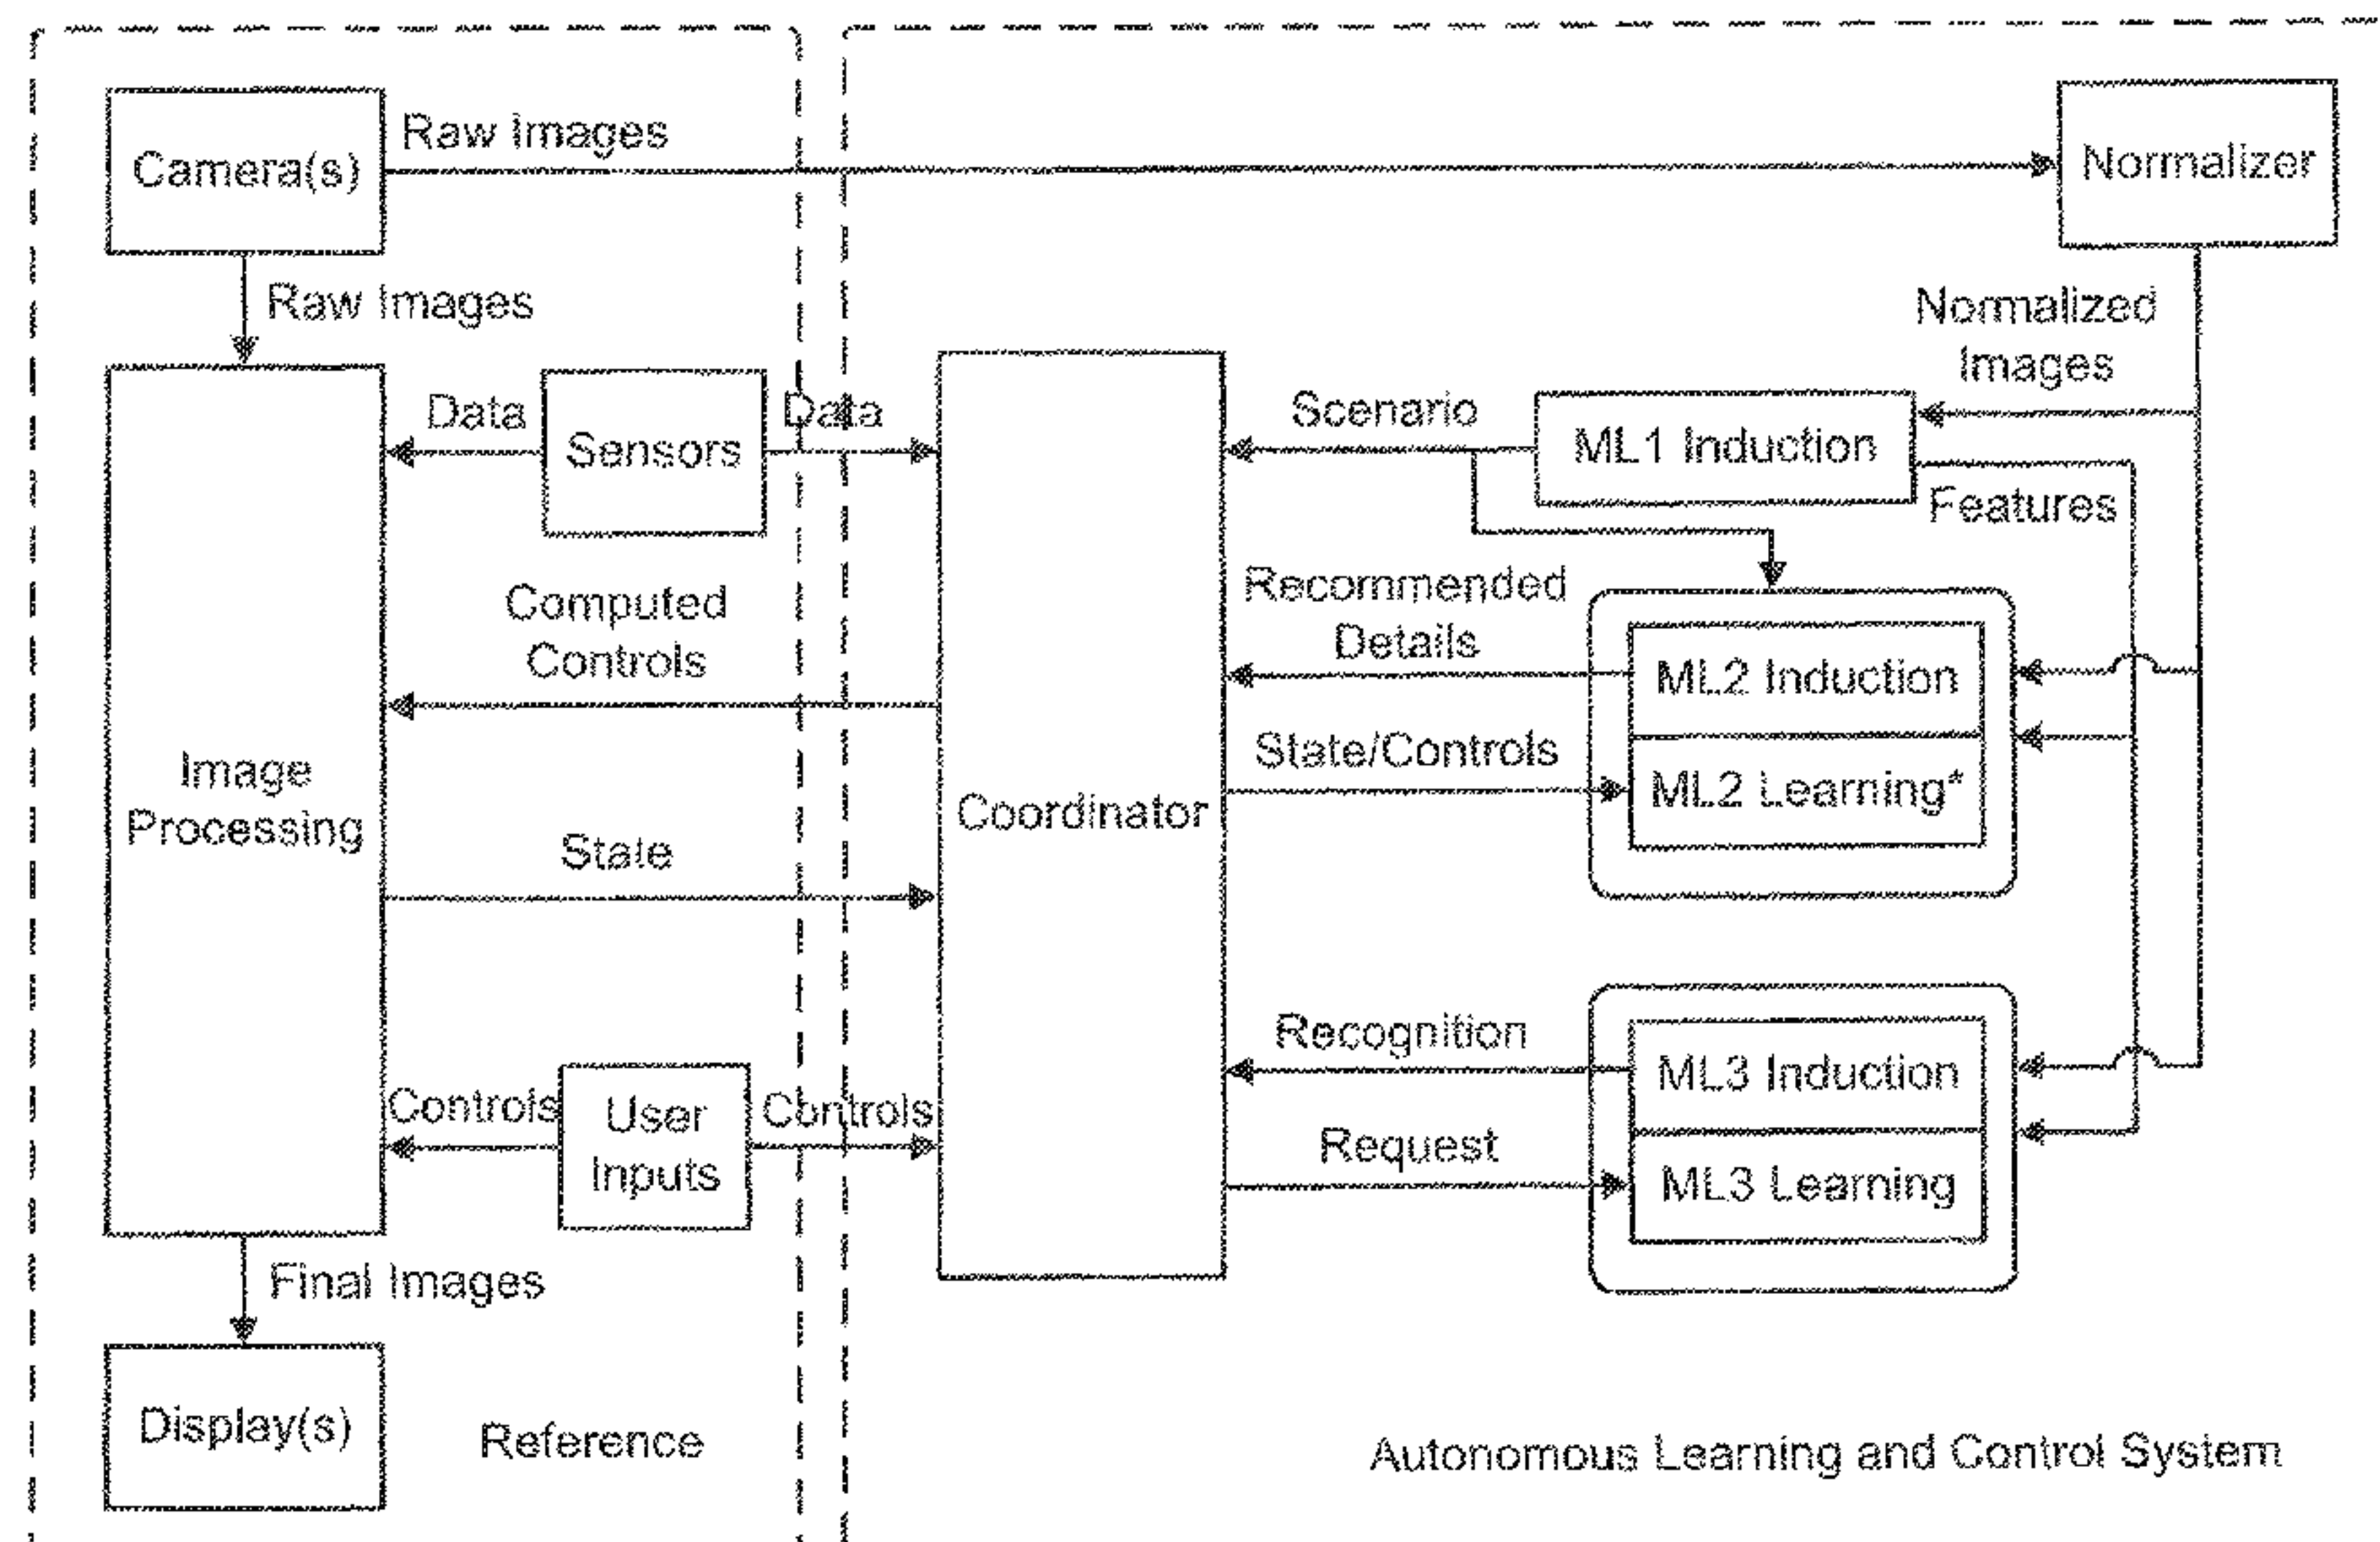 Raw Images
Camera(s)
Normalizer
Raw Images
Normalized
Images
Data
Sensors
Data
Scenario
ML1 Induction
Features
Computed
Controls
Recommended
Details
ML2 Induction
State/Controls
ML2 Learning*
Image
Processing
Coordinator
State
Recognition
ML3 Induction
Controls
User
Inputs
Controls
Request
ML3 Learning
Final Images
Display(s)
Reference
Autonomous Learning and Control System